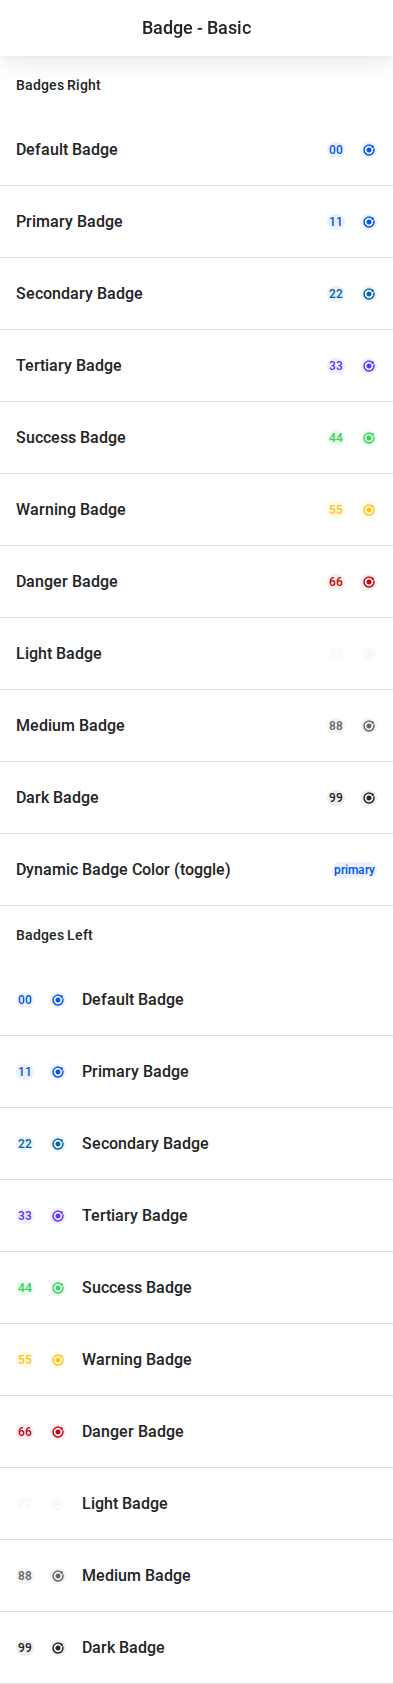 Badge - Basic
Badges Right
Default Badge 00
Primary Badge 11
Secondary Badge 22
Tertiary Badge 33
Success Badge 44
Warning Badge 55
Danger Badge 66
Light Badge 77
Medium Badge 88
Dark Badge 99
Dynamic Badge Color (toggle) primary
Badges Left
00 Default Badge
11 Primary Badge
22 Secondary Badge
33 Tertiary Badge
44 Success Badge
55 Warning Badge
66 Danger Badge
77 Light Badge
88 Medium Badge
99 Dark Badge